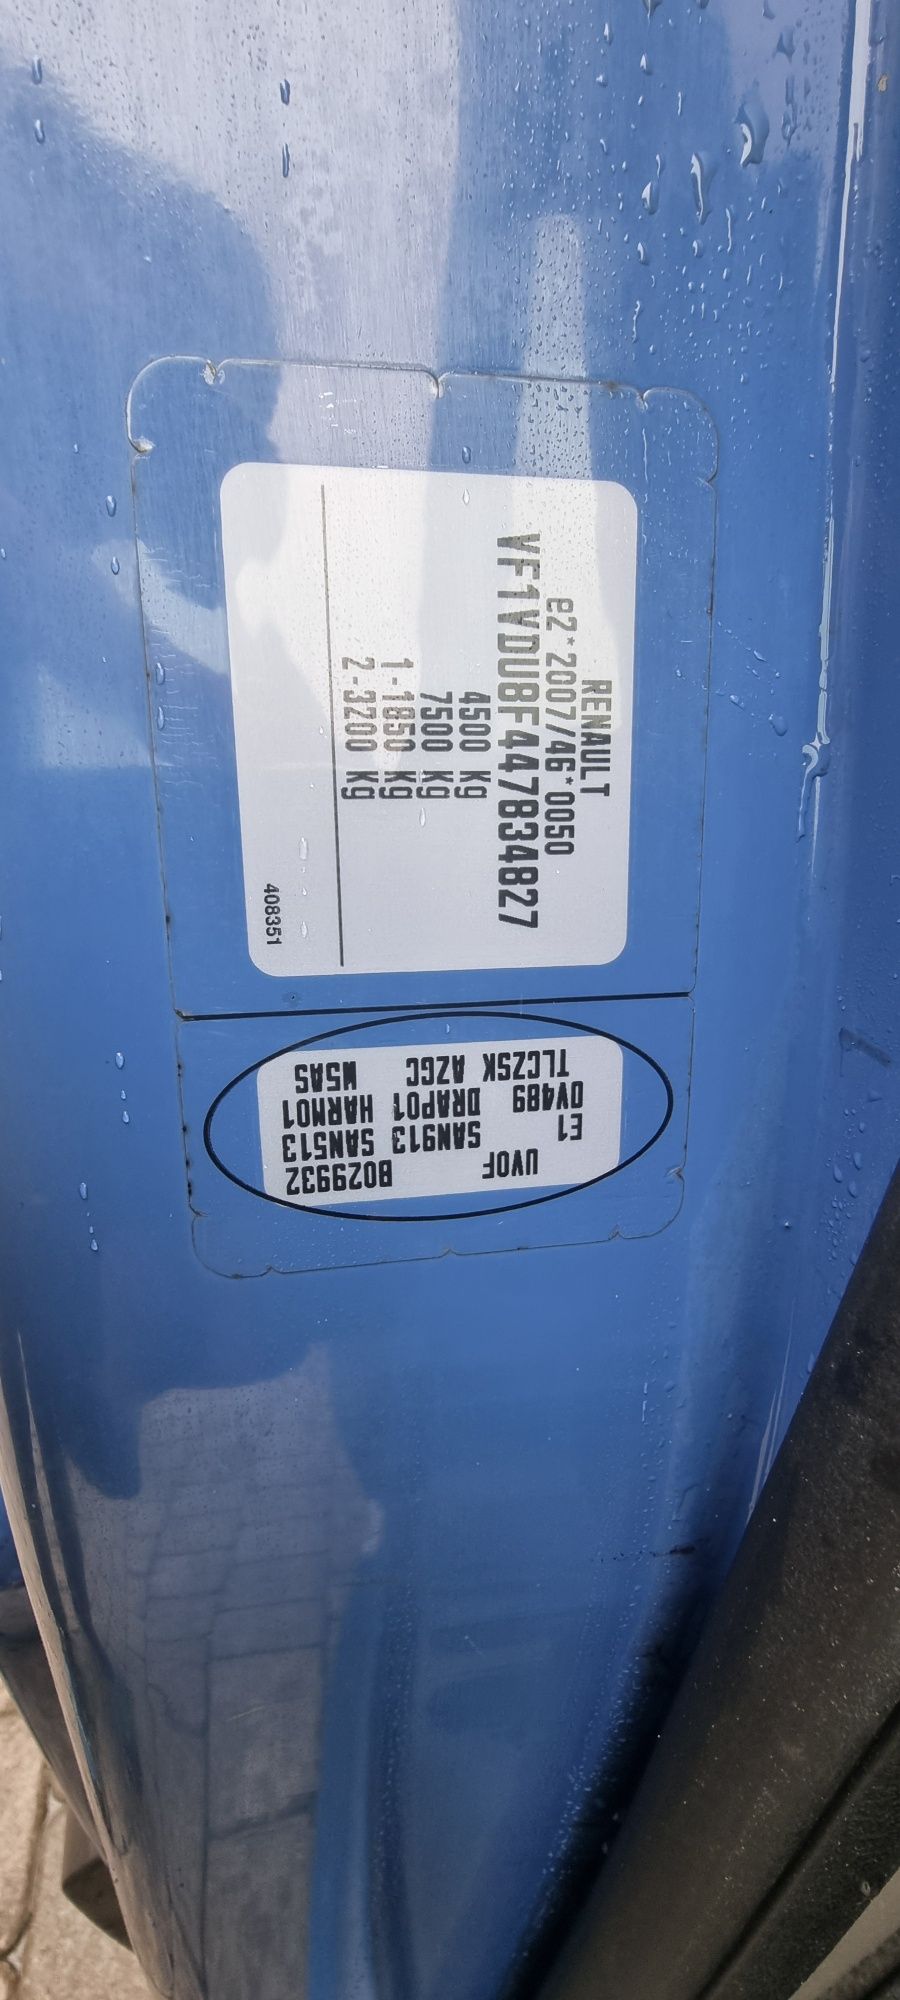 RENAULT
e2*2007/46*0050
VF1VDU8F447834827
4500 Kg
7500 Kg
1-1850 Kg
2-3200 Kg
408351
UVOF B029932
E1 SAN913 SAN513
OV489 DRAP01 HARM01
TLCZSK AZGC M5AS